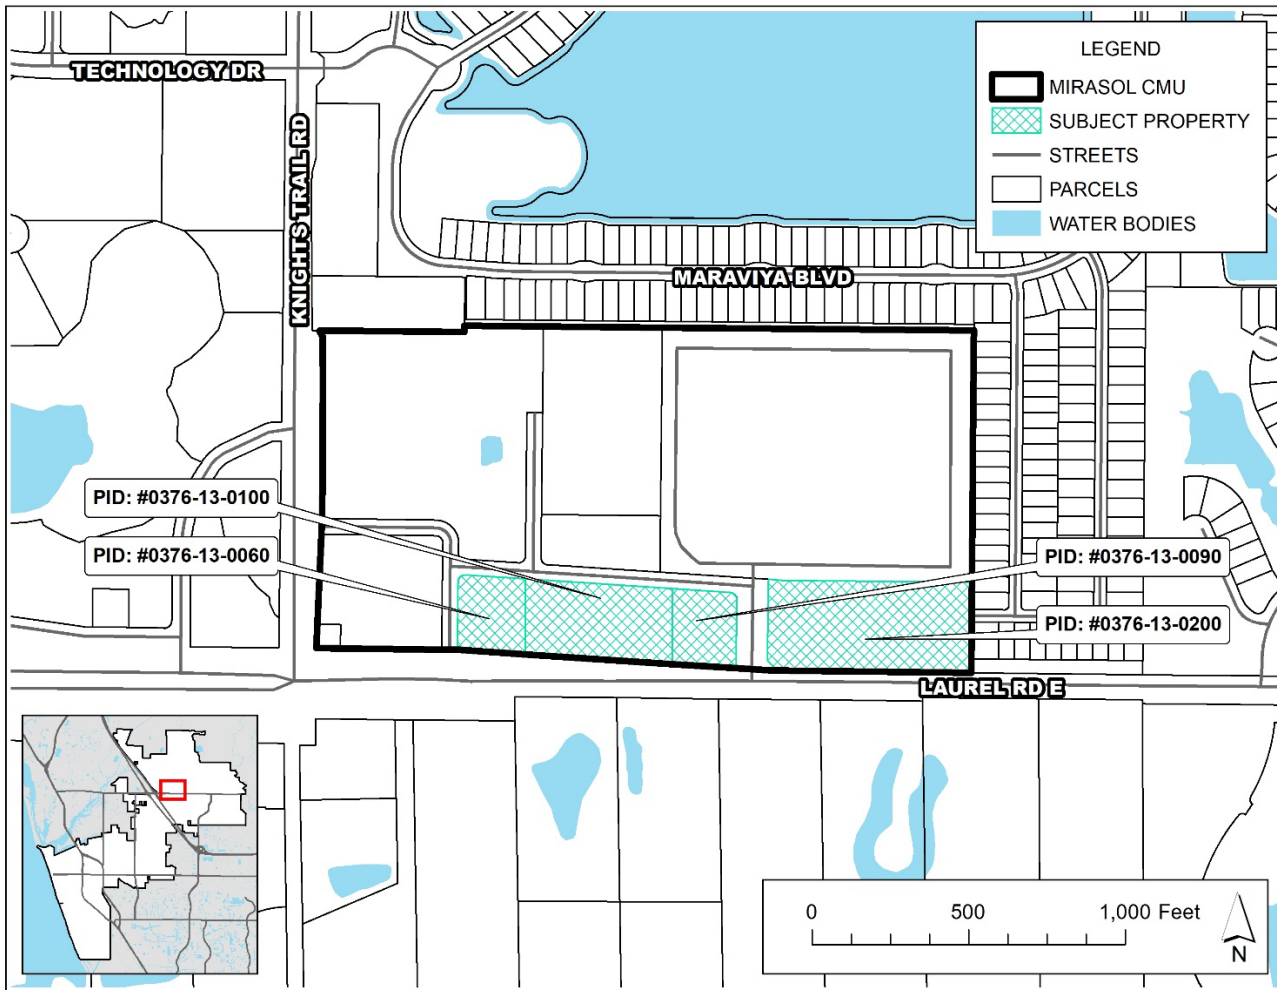 LEGEND
MIRASOL CMU
SUBJECT PROPERTY
STREETS
PARCELS
WATER BODIES
TECHNOLOGY DR
KNIGHTS TRAIL RD
MARAVIYA BLVD
PID: #0376-13-0100
PID: #0376-13-0060
PID: #0376-13-0090
PID: #0376-13-0200
LAUREL RD E
0 500 1,000 Feet
N